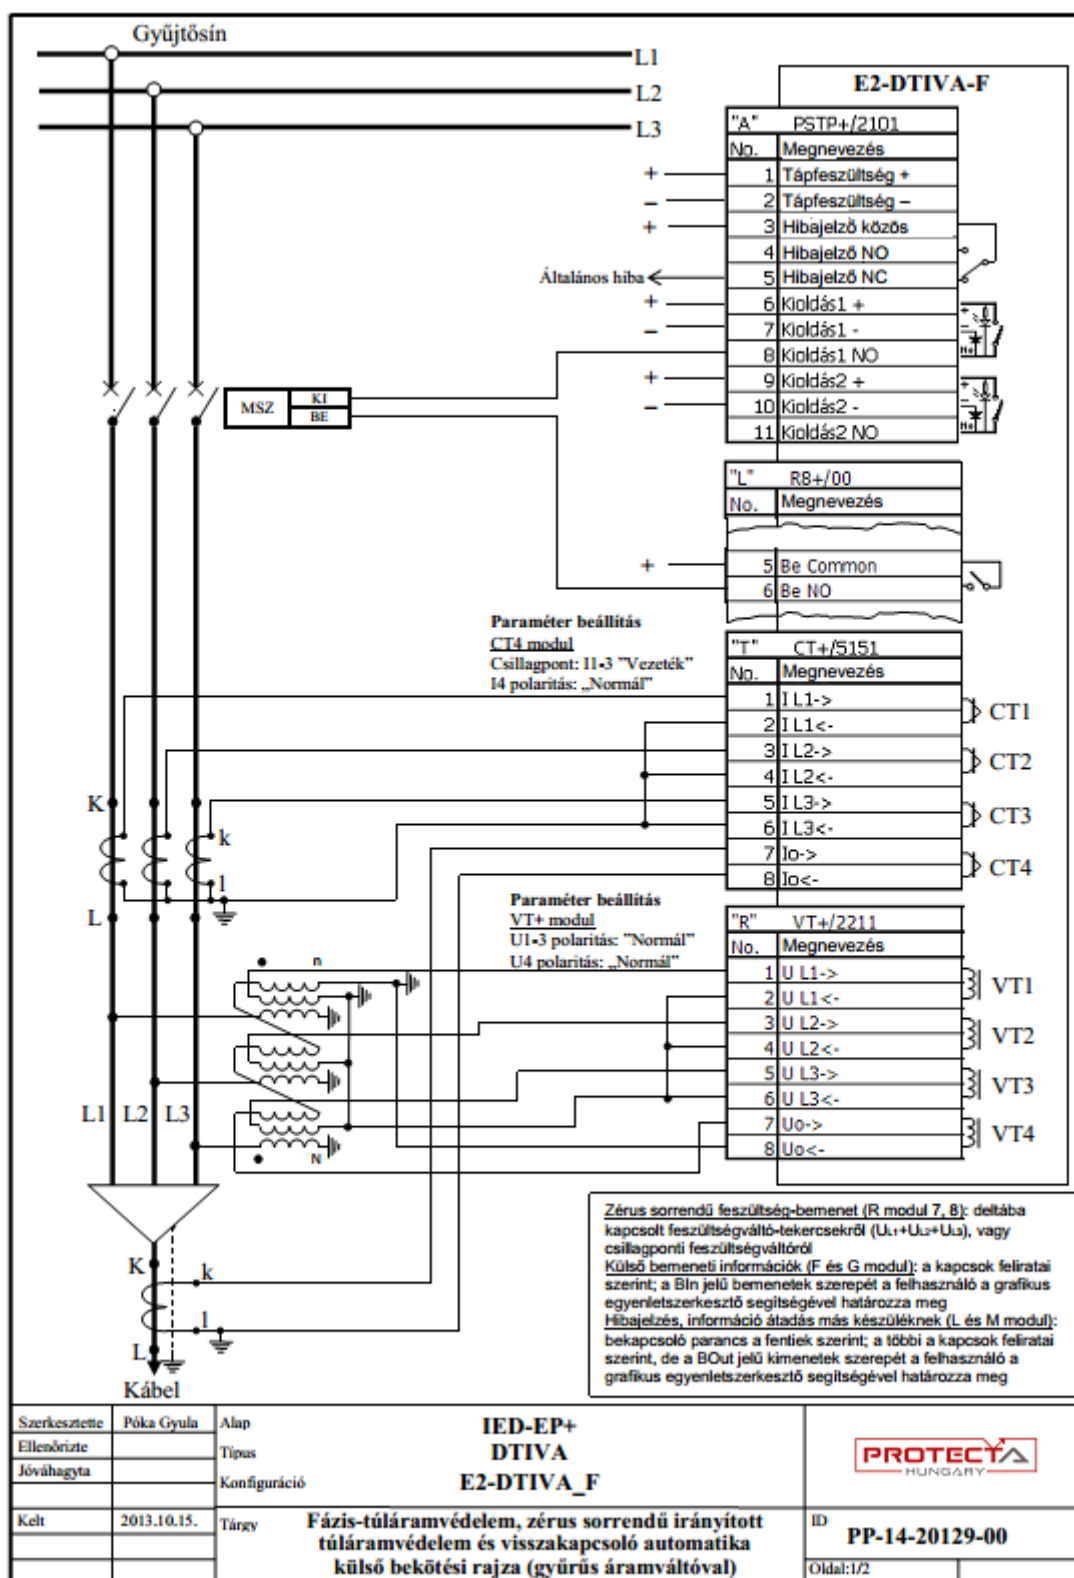 Gyűjtősín
L1
L2
L3
E2-DTIVA-F
"A" PSTP+/2101
No. Megnevezés
+ 1 Tápfeszültség +
− 2 Tápfeszültség –
+ 3 Hibajelző közös
4 Hibajelző NO
Általános hiba 5 Hibajelző NC
+ 6 Kioldás1 +
− 7 Kioldás1 -
8 Kioldás1 NO
+ 9 Kioldás2 +
− 10 Kioldás2 -
11 Kioldás2 NO
MSZ KI
BE
"L" R8+/00
No. Megnevezés
+ 5 Be Common
6 Be NO
Paraméter beállítás
CT4 modul
Csillagpont: I1-3 ”Vezeték”
I4 polaritás: „Normál”
"T" CT+/5151
No. Megnevezés
1 I L1->
2 I L1<-
CT1
3 I L2->
4 I L2<-
CT2
5 I L3->
6 I L3<-
CT3
7 Io->
8 Io<-
CT4
K
k
l
L
Paraméter beállítás
VT+ modul
U1-3 polaritás: ”Normál”
U4 polaritás: „Normál”
"R" VT+/2211
No. Megnevezés
1 U L1->
2 U L1<-
VT1
3 U L2->
4 U L2<-
VT2
5 U L3->
6 U L3<-
VT3
7 Uo->
8 Uo<-
VT4
n
L1 L2 L3
N
K
k
l
L
Kábel
Zérus sorrendű feszültség-bemenet (R modul 7, 8): deltába
kapcsolt feszültségváltó-tekercsekről (UL1+UL2+UL3), vagy
csillagponti feszültségváltóról
Külső bemeneti információk (F és G modul): a kapcsok feliratai
szerint; a BIn jelű bemenetek szerepét a felhasználó a grafikus
egyenletszerkesztő segítségével határozza meg
Hibajelzés, információ átadás más készüléknek (L és M modul):
bekapcsoló parancs a fentiek szerint; a többi a kapcsok feliratai
szerint, de a BOut jelű kimenetek szerepét a felhasználó a
grafikus egyenletszerkesztő segítségével határozza meg
Szerkesztette Póka Gyula
Ellenőrizte
Jóváhagyta
Kelt 2013.10.15.
Alap IED-EP+
Típus DTIVA
Konfiguráció E2-DTIVA_F
Tárgy Fázis-túláramvédelem, zérus sorrendű irányított
túláramvédelem és visszakapcsoló automatika
külső bekötési rajza (gyűrűs áramváltóval)
PROTECTA
HUNGARY
ID
PP-14-20129-00
Oldal:1/2